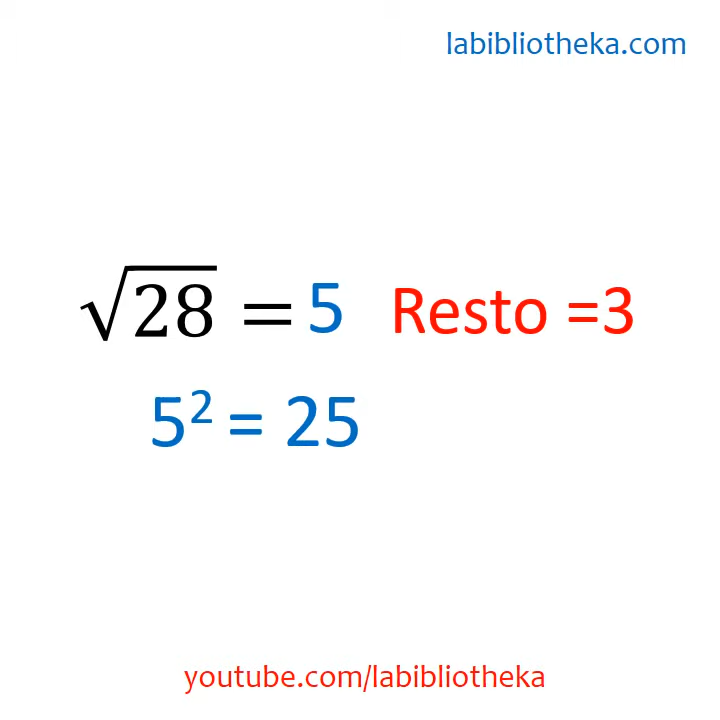 labibliotheka.com
√28 = 5 Resto =3
5² = 25
youtube.com/labibliotheka